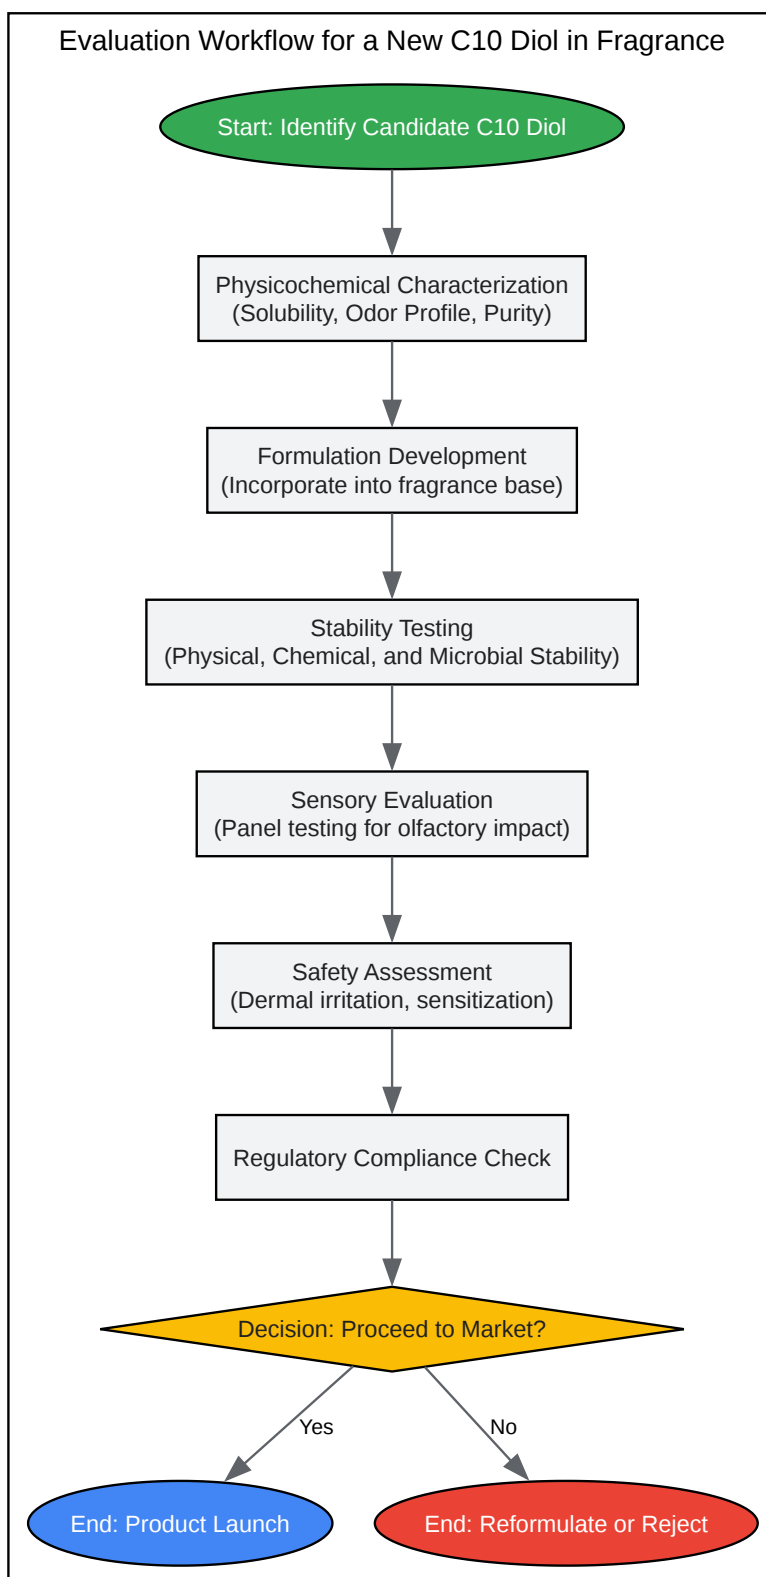 Evaluation Workflow for a New C10 Diol in Fragrance
Start: Identify Candidate C10 Diol
Physicochemical Characterization
(Solubility, Odor Profile, Purity)
Formulation Development
(Incorporate into fragrance base)
Stability Testing
(Physical, Chemical, and Microbial Stability)
Sensory Evaluation
(Panel testing for olfactory impact)
Safety Assessment
(Dermal irritation, sensitization)
Regulatory Compliance Check
Decision: Proceed to Market?
Yes
No
End: Product Launch
End: Reformulate or Reject